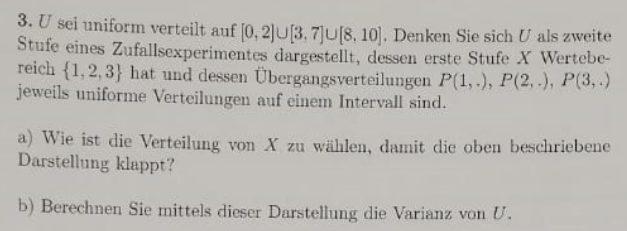 3. U sei uniform verteilt auf [0, 2]∪[3, 7]∪[8, 10]. Denken Sie sich U als zweite
Stufe eines Zufallsexperimentes dargestellt, dessen erste Stufe X Wertebe-
reich {1, 2, 3} hat und dessen Übergangsverteilungen P(1, .), P(2, .), P(3, .)
jeweils uniforme Verteilungen auf einem Intervall sind.
a) Wie ist die Verteilung von X zu wählen, damit die oben beschriebene
Darstellung klappt?
b) Berechnen Sie mittels dieser Darstellung die Varianz von U.